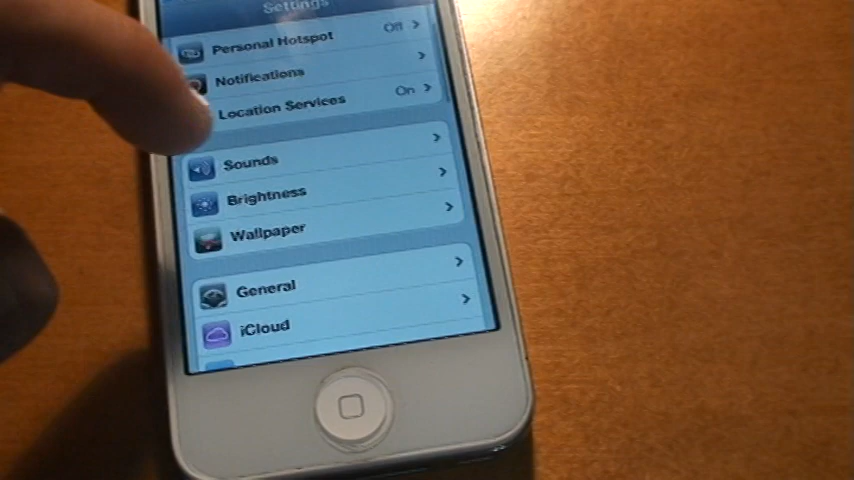 Settings
Personal Hotspot Off
Notifications
Location Services On
Sounds
Brightness
Wallpaper
General
iCloud